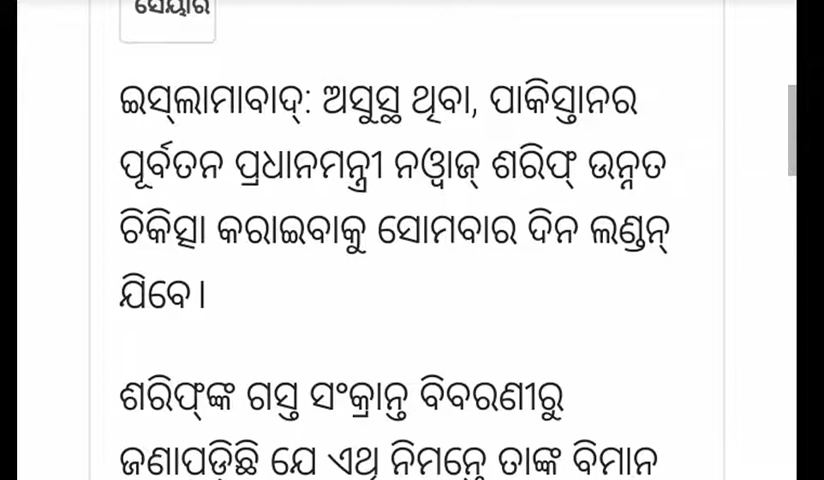 ସେୟାର
ଇସ୍‌ଲାମାବାଦ୍‌: ଅସୁସ୍ଥ ଥିବା, ପାକିସ୍ତାନର
ପୂର୍ବତନ ପ୍ରଧାନମନ୍ତ୍ରୀ ନୱାଜ୍‌ ଶରିଫ୍‌ ଉନ୍ନତ
ଚିକିତ୍ସା କରାଇବାକୁ ସୋମବାର ଦିନ ଲଣ୍ଡନ୍‌
ଯିବେ।
ଶରିଫ୍‌ଙ୍କ ଗସ୍ତ ସଂକ୍ରାନ୍ତ ବିବରଣୀରୁ
ଜଣାପଡ଼ିଛି ଯେ ଏଥି ନିମନ୍ତେ ତାଙ୍କ ବିମାନ